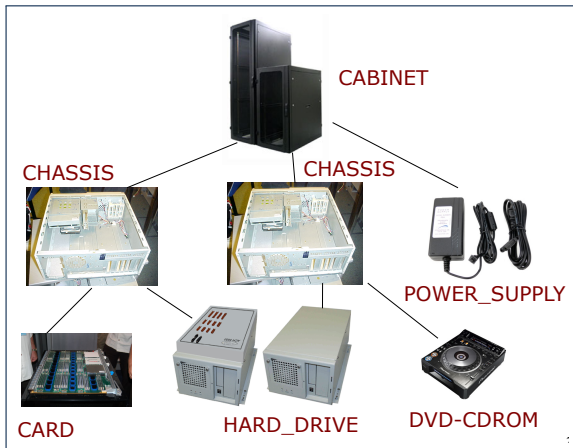 CABINET
CHASSIS
CHASSIS
POWER_SUPPLY
CARD
HARD_DRIVE
DVD-CDROM